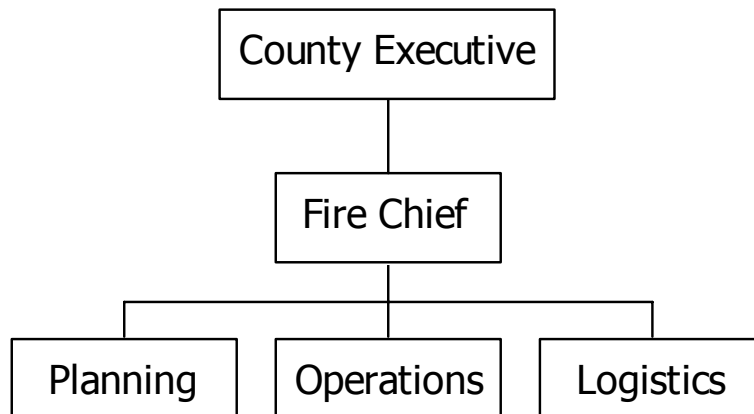 County Executive
Fire Chief
Planning
Operations
Logistics